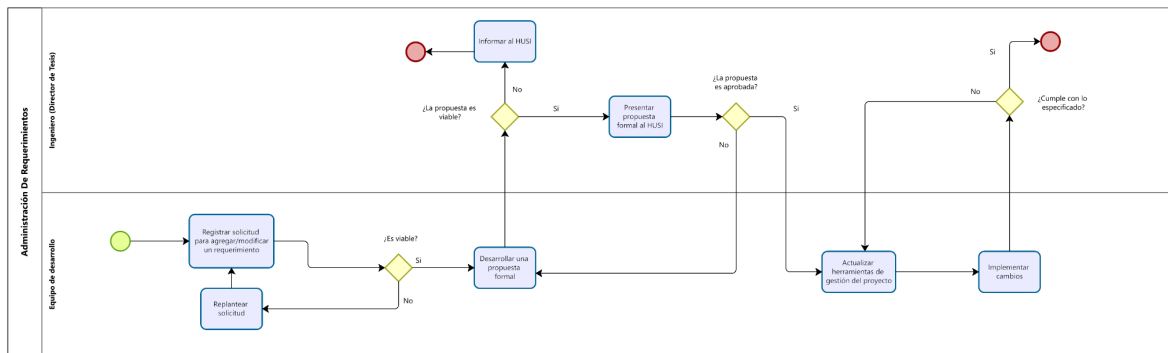 Administración De Requerimientos
Ingeniero (Director de Tesis)
Informar al HUSI
No
¿La propuesta es
viable?
Si
Presentar
propuesta
formal al HUSI
¿La propuesta
es aprobada?
Si
No
Si
No
¿Cumple con lo
especificado?
Equipo de desarrollo
Registrar solicitud
para agregar/modificar
un requerimiento
¿Es viable?
Si
No
Replantear
solicitud
Desarrollar una
propuesta
formal
Actualizar
herramientas de
gestión del proyecto
Implementar
cambios